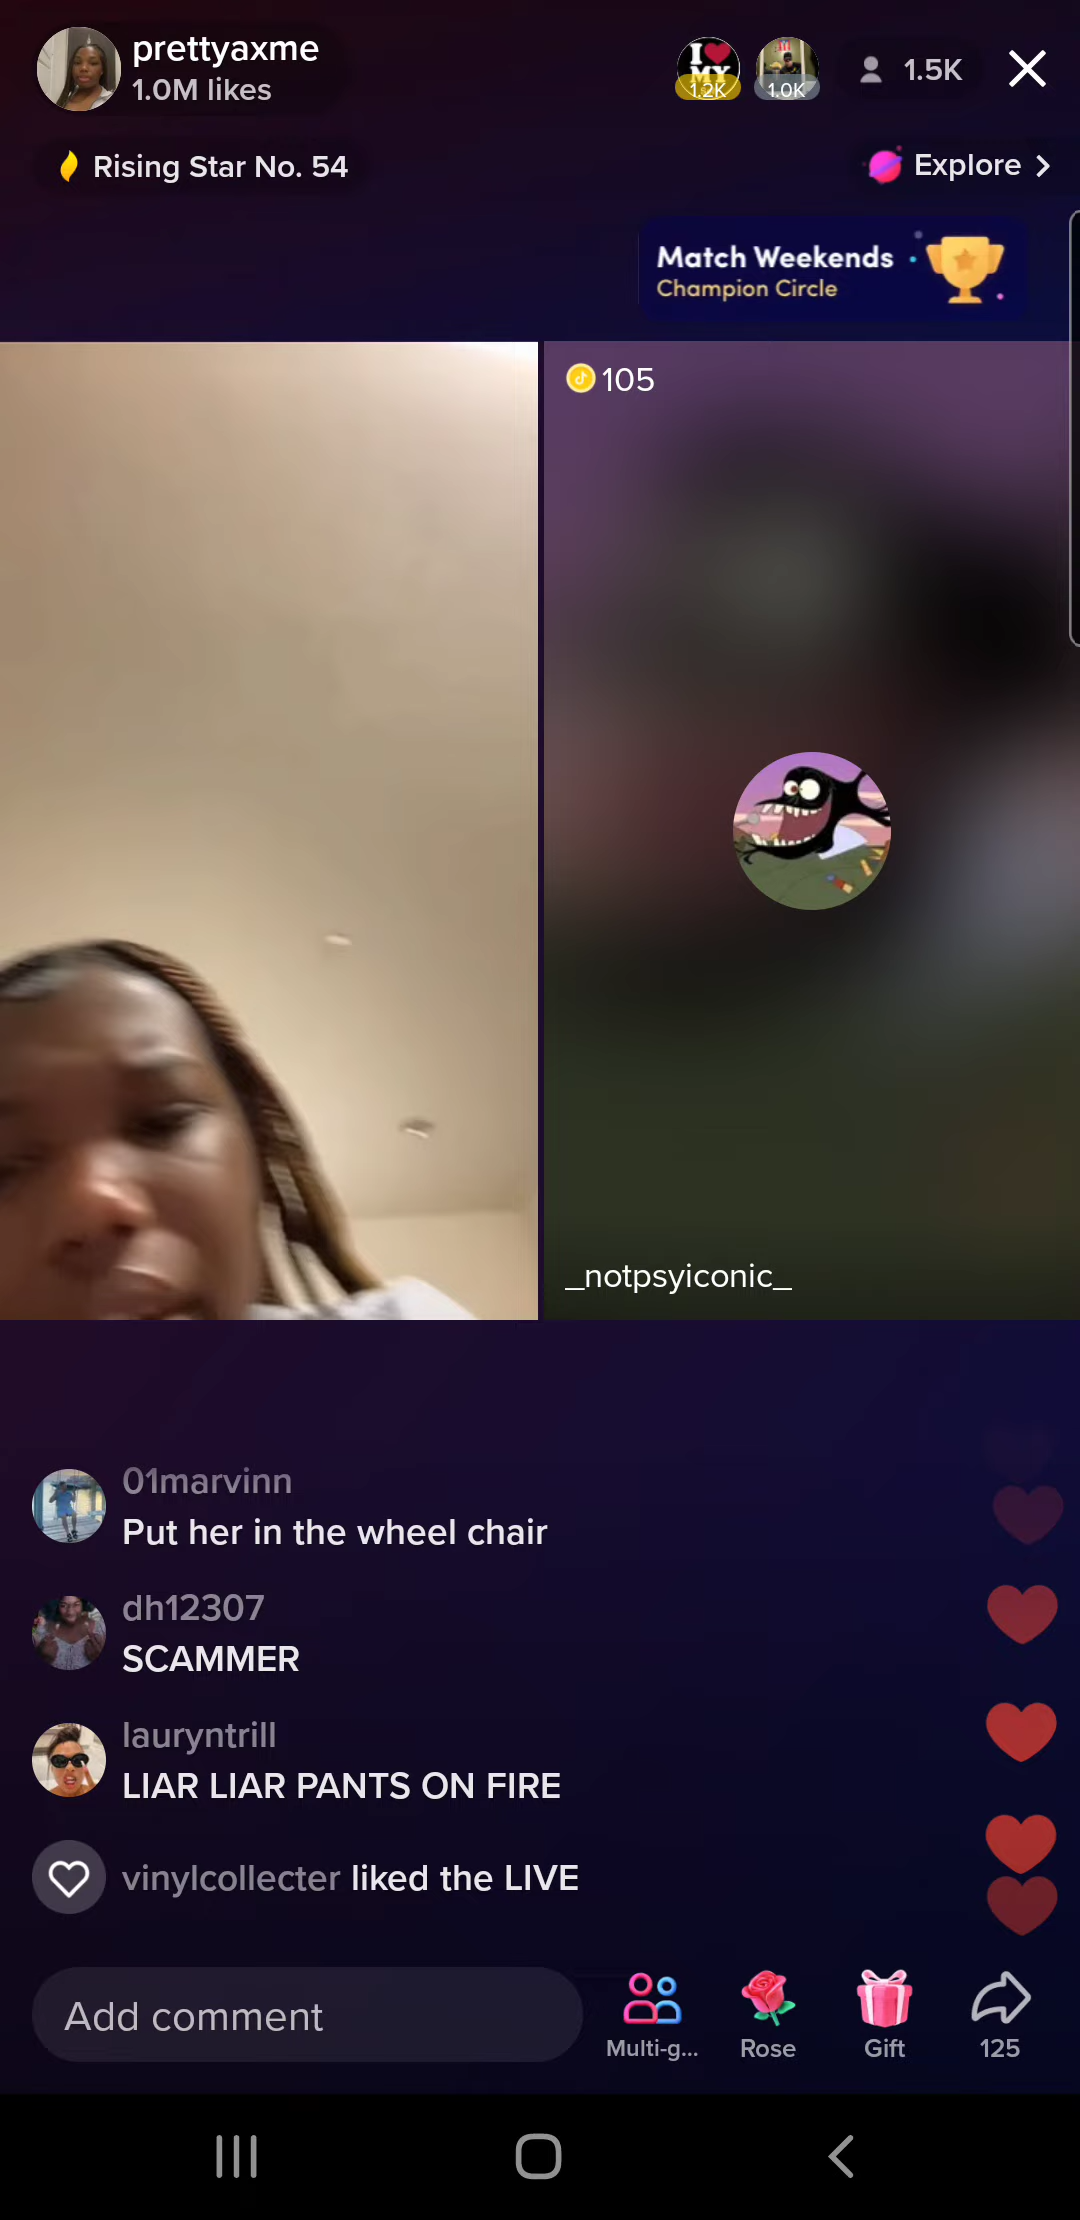 prettyaxme
1.0M likes
I ♥
MY
1.2K
1.0K
1.5K
Rising Star No. 54
Explore
Match Weekends
Champion Circle
105
_notpsyiconic_
01marvinn
Put her in the wheel chair
dh12307
SCAMMER
lauryntrill
LIAR LIAR PANTS ON FIRE
vinylcollecter liked the LIVE
Add comment
Multi-g...
Rose
Gift
125